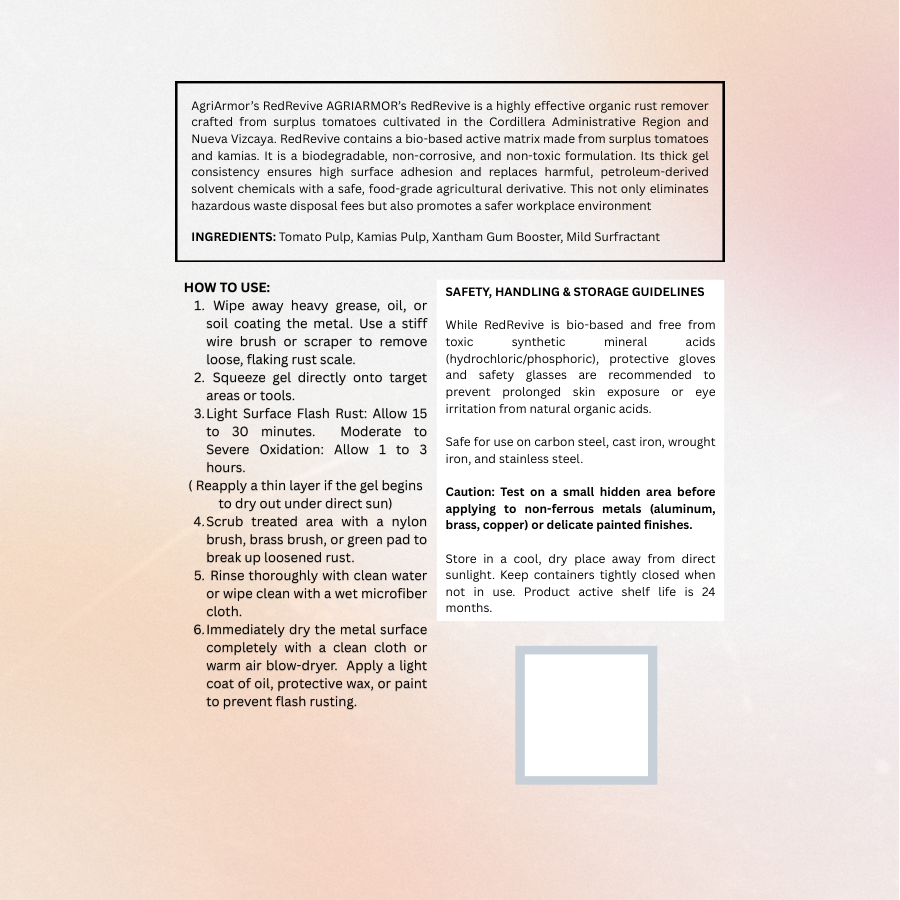 AgriArmor's RedRevive AGRIARMOR's RedRevive is a highly effective organic rust remover
crafted from surplus tomatoes cultivated in the Cordillera Administrative Region and
Nueva Vizcaya. RedRevive contains a bio-based active matrix made from surplus tomatoes
and kamias. It is a biodegradable, non-corrosive, and non-toxic formulation. Its thick gel
consistency ensures high surface adhesion and replaces harmful, petroleum-derived
solvent chemicals with a safe, food-grade agricultural derivative. This not only eliminates
hazardous waste disposal fees but also promotes a safer workplace environment
INGREDIENTS: Tomato Pulp, Kamias Pulp, Xantham Gum Booster, Mild Surfractant
HOW TO USE:
1. Wipe away heavy grease, oil, or
soil coating the metal. Use a stiff
wire brush or scraper to remove
loose, flaking rust scale.
2. Squeeze gel directly onto target
areas or tools.
3. Light Surface Flash Rust: Allow 15
to 30 minutes. Moderate to
Severe Oxidation: Allow 1 to 3
hours.
( Reapply a thin layer if the gel begins
to dry out under direct sun)
4. Scrub treated area with a nylon
brush, brass brush, or green pad to
break up loosened rust.
5. Rinse thoroughly with clean water
or wipe clean with a wet microfiber
cloth.
6. Immediately dry the metal surface
completely with a clean cloth or
warm air blow-dryer. Apply a light
coat of oil, protective wax, or paint
to prevent flash rusting.
SAFETY, HANDLING & STORAGE GUIDELINES
While RedRevive is bio-based and free from
toxic synthetic mineral acids
(hydrochloric/phosphoric), protective gloves
and safety glasses are recommended to
prevent prolonged skin exposure or eye
irritation from natural organic acids.
Safe for use on carbon steel, cast iron, wrought
iron, and stainless steel.
Caution: Test on a small hidden area before
applying to non-ferrous metals (aluminum,
brass, copper) or delicate painted finishes.
Store in a cool, dry place away from direct
sunlight. Keep containers tightly closed when
not in use. Product active shelf life is 24
months.